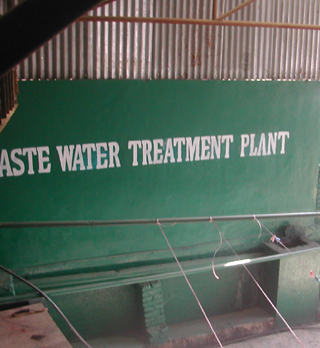 ASTE WATER TREATMENT PLANT